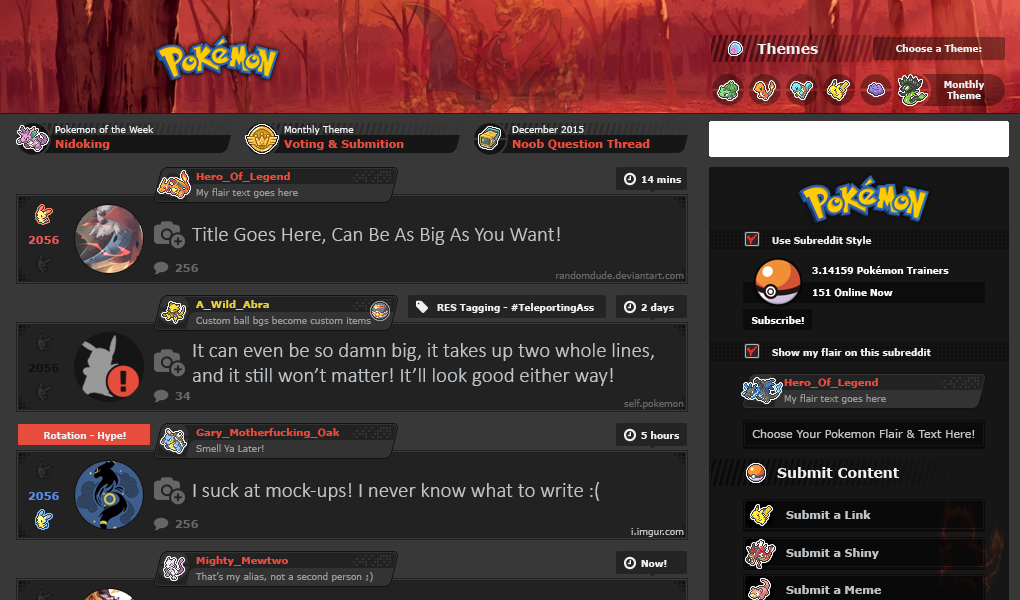 Pokémon
Themes
Choose a Theme:
Monthly
Theme
Pokemon of the Week
Nidoking
Monthly Theme
Voting & Submition
December 2015
Noob Question Thread
Hero_Of_Legend
My flair text goes here
14 mins
2056
Title Goes Here, Can Be As Big As You Want!
256
randomdude.deviantart.com
A_Wild_Abra
Custom ball bgs become custom items
RES Tagging - #TeleportingAss
2 days
2056
It can even be so damn big, it takes up two whole lines,
and it still won't matter! It'll look good either way!
34
self.pokemon
Rotation - Hype!
Gary_Motherfucking_Oak
Smell Ya Later!
5 hours
2056
I suck at mock-ups! I never know what to write :(
256
i.imgur.com
Mighty_Mewtwo
That's my alias, not a second person ;)
Now!
Pokémon
Use Subreddit Style
3.14159 Pokémon Trainers
151 Online Now
Subscribe!
Show my flair on this subreddit
Hero_Of_Legend
My flair text goes here
Choose Your Pokemon Flair & Text Here!
Submit Content
Submit a Link
Submit a Shiny
Submit a Meme